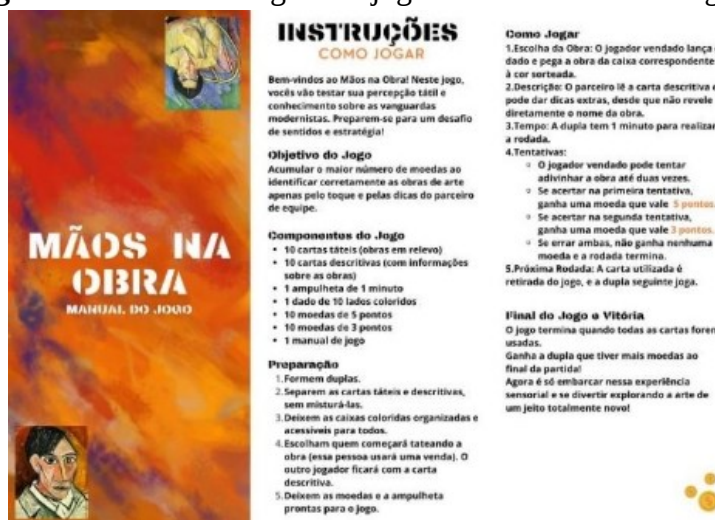 MÃOS NA
OBRA
MANUAL DO JOGO
INSTRUÇÕES
COMO JOGAR
Bem-vindos ao Mãos na Obra! Neste jogo,
vocês vão testar sua percepção tátil e
conhecimento sobre as vanguardas
modernistas. Preparem-se para um desafio
de sentidos e estratégia!
Objetivo do Jogo
Acumular o maior número de moedas ao
identificar corretamente as obras de arte
apenas pelo toque e pelas dicas do parceiro
de equipe.
Componentes do Jogo
• 10 cartas táteis (obras em relevo)
• 10 cartas descritivas (com informações
sobre as obras)
• 1 ampulheta de 1 minuto
• 1 dado de 10 lados coloridos
• 10 moedas de 5 pontos
• 10 moedas de 3 pontos
• 1 manual de jogo
Preparação
1. Formem duplas.
2. Separem as cartas táteis e descritivas,
sem misturá-las.
3. Deixem as caixas coloridas organizadas e
acessíveis para todos.
4. Escolham quem começará tateando a
obra (essa pessoa usará uma venda). O
outro jogador ficará com a carta
descritiva.
5. Deixem as moedas e a ampulheta
prontas para o jogo.
Como Jogar
1.Escolha da Obra: O jogador vendado lança
dado e pega a obra da caixa correspondente
à cor sorteada.
2.Descrição: O parceiro lê a carta descritiva e
pode dar dicas extras, desde que não revele
diretamente o nome da obra.
3.Tempo: A dupla tem 1 minuto para realizar
a rodada.
4.Tentativas:
○ O jogador vendado pode tentar
adivinhar a obra até duas vezes.
○ Se acertar na primeira tentativa,
ganha uma moeda que vale 5 pontos.
○ Se acertar na segunda tentativa,
ganha uma moeda que vale 3 pontos.
○ Se errar ambas, não ganha nenhuma
moeda e a rodada termina.
5.Próxima Rodada: A carta utilizada é
retirada do jogo, e a dupla seguinte joga.
Final do Jogo e Vitória
O jogo termina quando todas as cartas forem
usadas.
Ganha a dupla que tiver mais moedas ao
final da partida!
Agora é só embarcar nessa experiência
sensorial e se divertir explorando a arte de
um jeito totalmente novo!